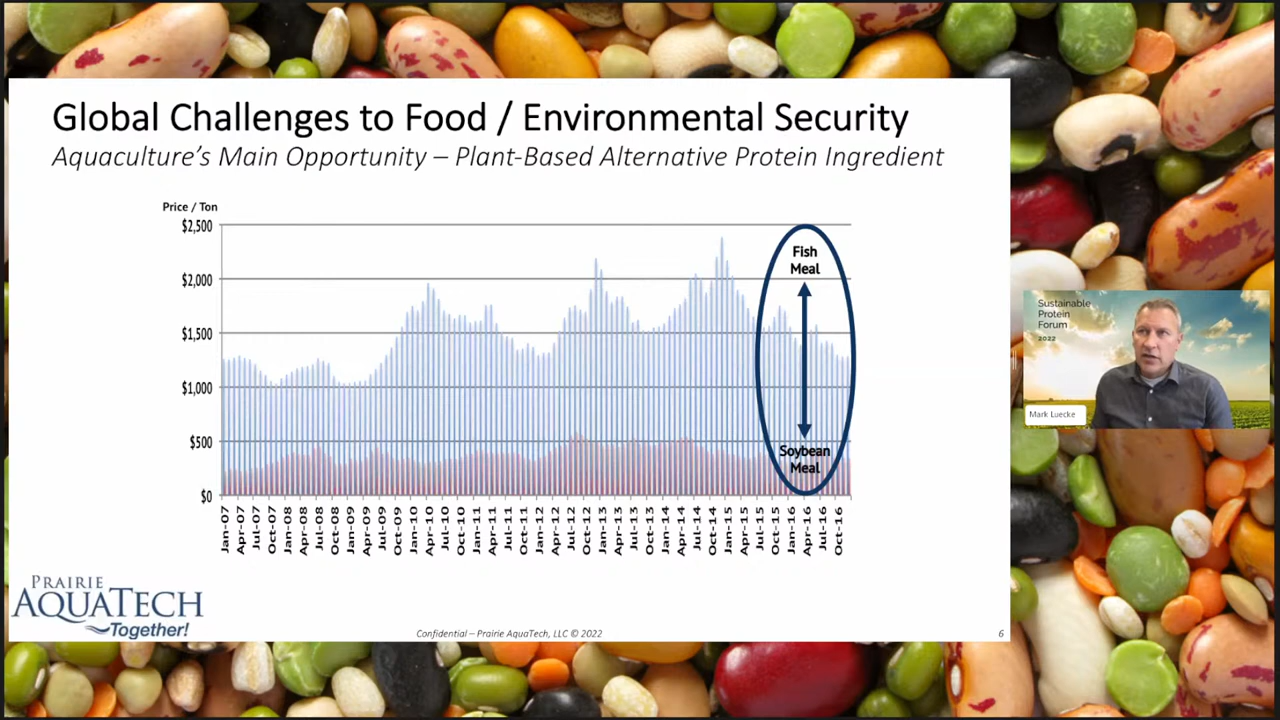 Global Challenges to Food / Environmental Security
Aquaculture's Main Opportunity – Plant-Based Alternative Protein Ingredient
Price / Ton
$2,500
$2,000
$1,500
$1,000
$500
$0
Fish
Meal
Soybean
Meal
Jan-07
Apr-07
Jul-07
Oct-07
Jan-08
Apr-08
Jul-08
Oct-08
Jan-09
Apr-09
Jul-09
Oct-09
Jan-10
Apr-10
Jul-10
Oct-10
Jan-11
Apr-11
Jul-11
Oct-11
Jan-12
Apr-12
Jul-12
Oct-12
Jan-13
Apr-13
Jul-13
Oct-13
Jan-14
Apr-14
Jul-14
Oct-14
Jan-15
Apr-15
Jul-15
Oct-15
Jan-16
Apr-16
Jul-16
Oct-16
PRAIRIE
AQUATECH
Together!
Confidential – Prairie AquaTech, LLC © 2022
6
Sustainable
Protein
Forum
2022
Mark Luecke